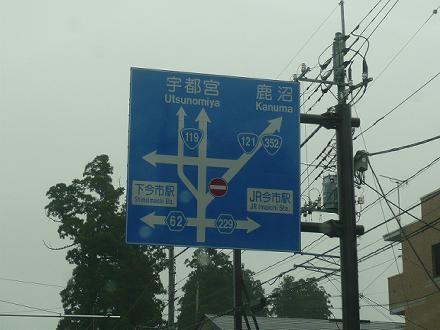 宇都宮
Utsunomiya
鹿沼
Kanuma
119
121
352
下今市駅
Shimoimaichi Sta.
JR今市駅
JR Imaichi Sta.
62
229